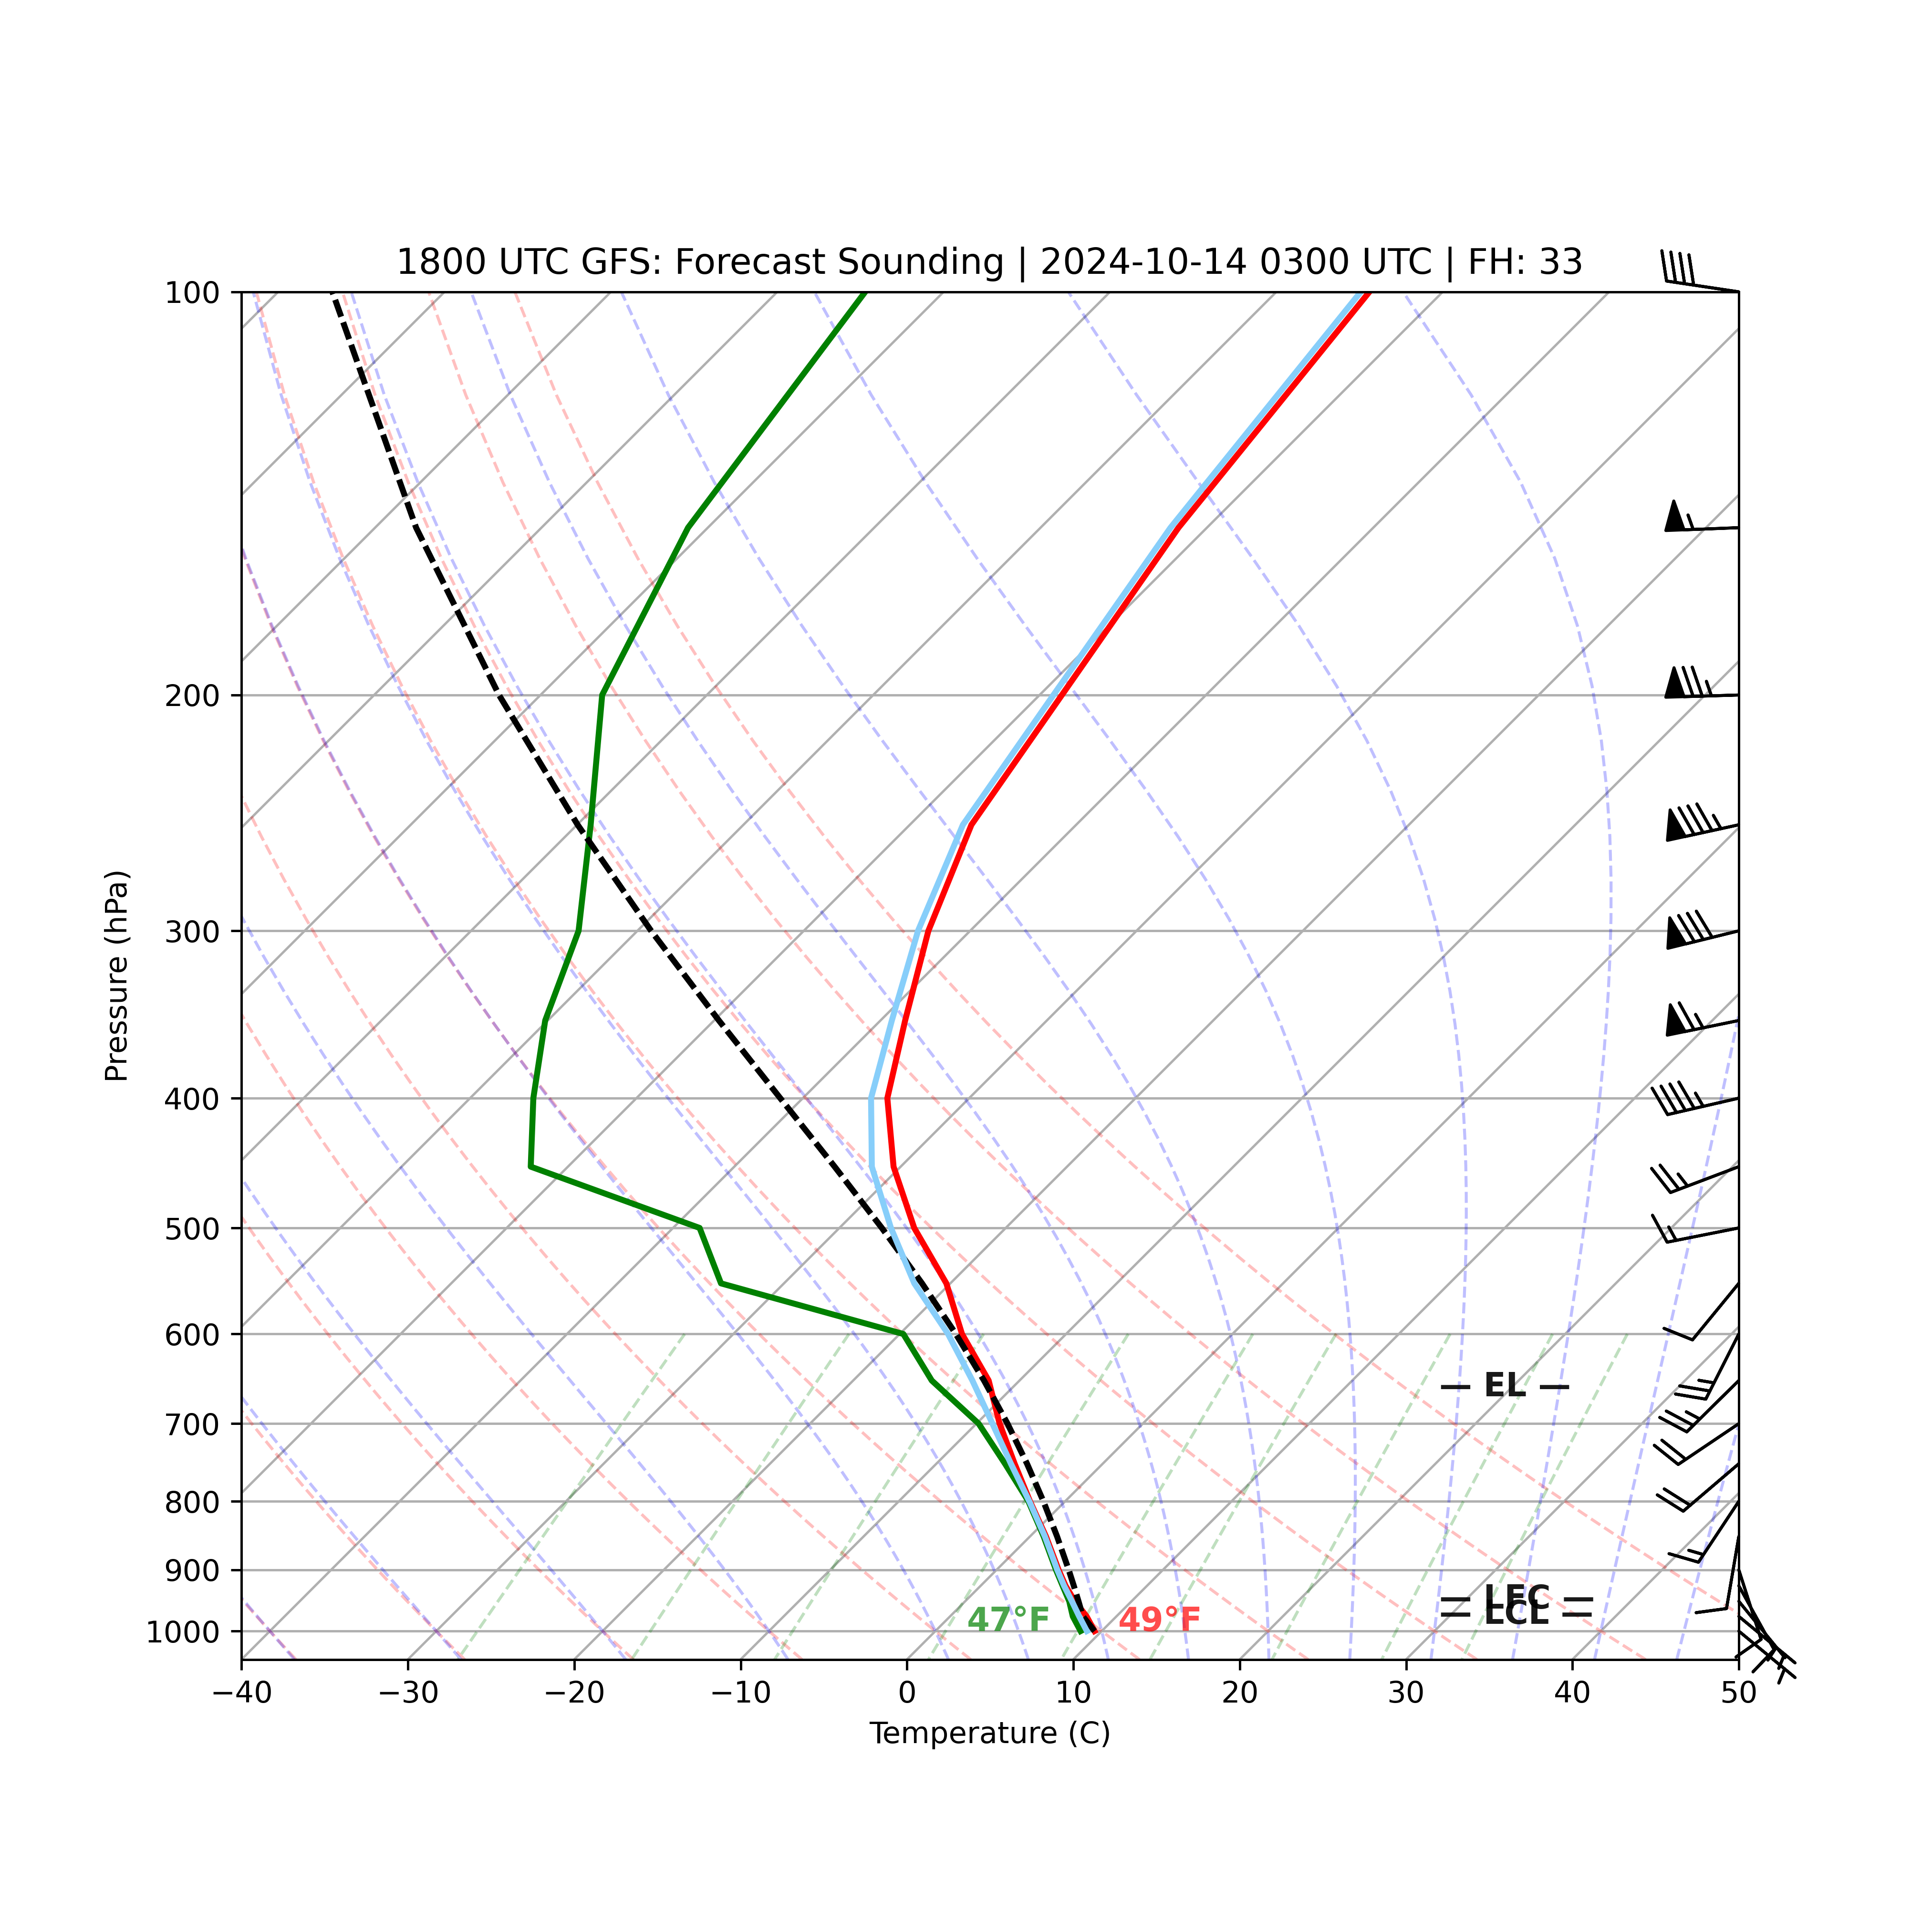 1800 UTC GFS: Forecast Sounding | 2024-10-14 0300 UTC | FH: 33
100
200
300
400
500
600
700
800
900
1000
Pressure (hPa)
— EL —
— LFC —
— LCL —
47°F
49°F
−40 −30 −20 −10 0 10 20 30 40 50
Temperature (C)